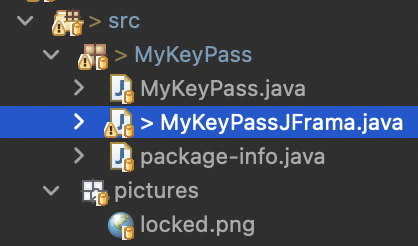 > src
> MyKeyPass
MyKeyPass.java
> MyKeyPassJFrama.java
package-info.java
pictures
locked.png